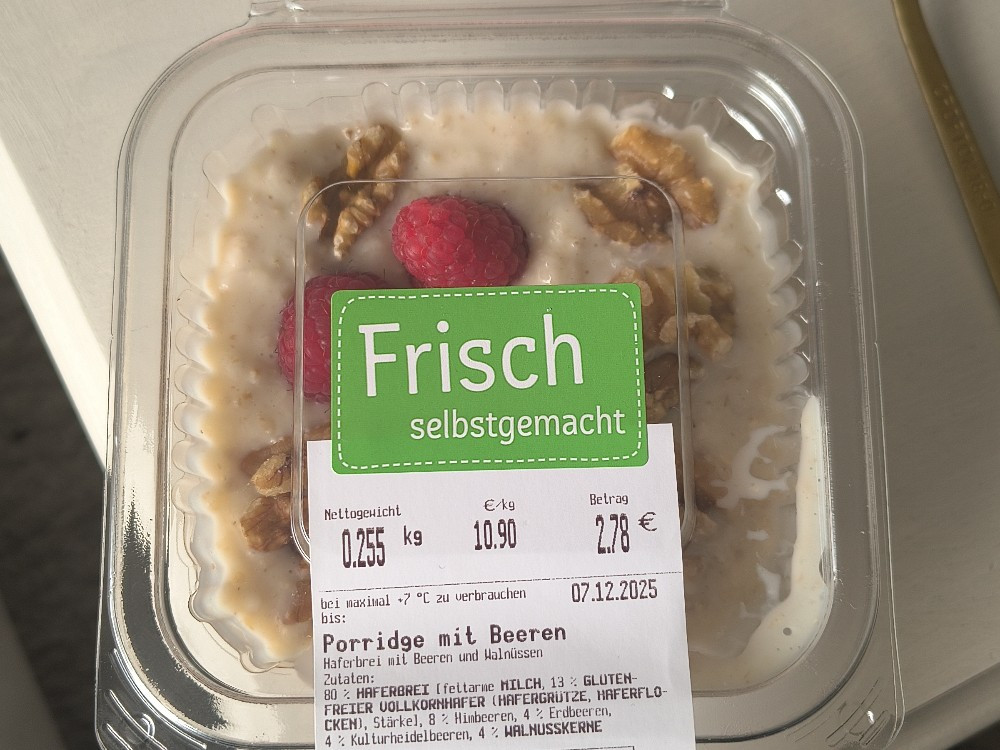 Frisch
selbstgemacht
Nettogewicht €/kg Betrag
0.255 kg 10.90 2.78 €
bei maximal +7 °C zu verbrauchen 07.12.2025
bis:
Porridge mit Beeren
Haferbrei mit Beeren und Walnüssen
Zutaten:
80 % HAFERBREI [fettarme MILCH, 13 % GLUTEN-
FREIER VOLLKORNHAFER (HAFERGRÜTZE, HAFERFLO-
CKEN), Stärke], 8 % Himbeeren, 4 % Erdbeeren,
4 % Kulturheidelbeeren, 4 % WALNUSSKERNE